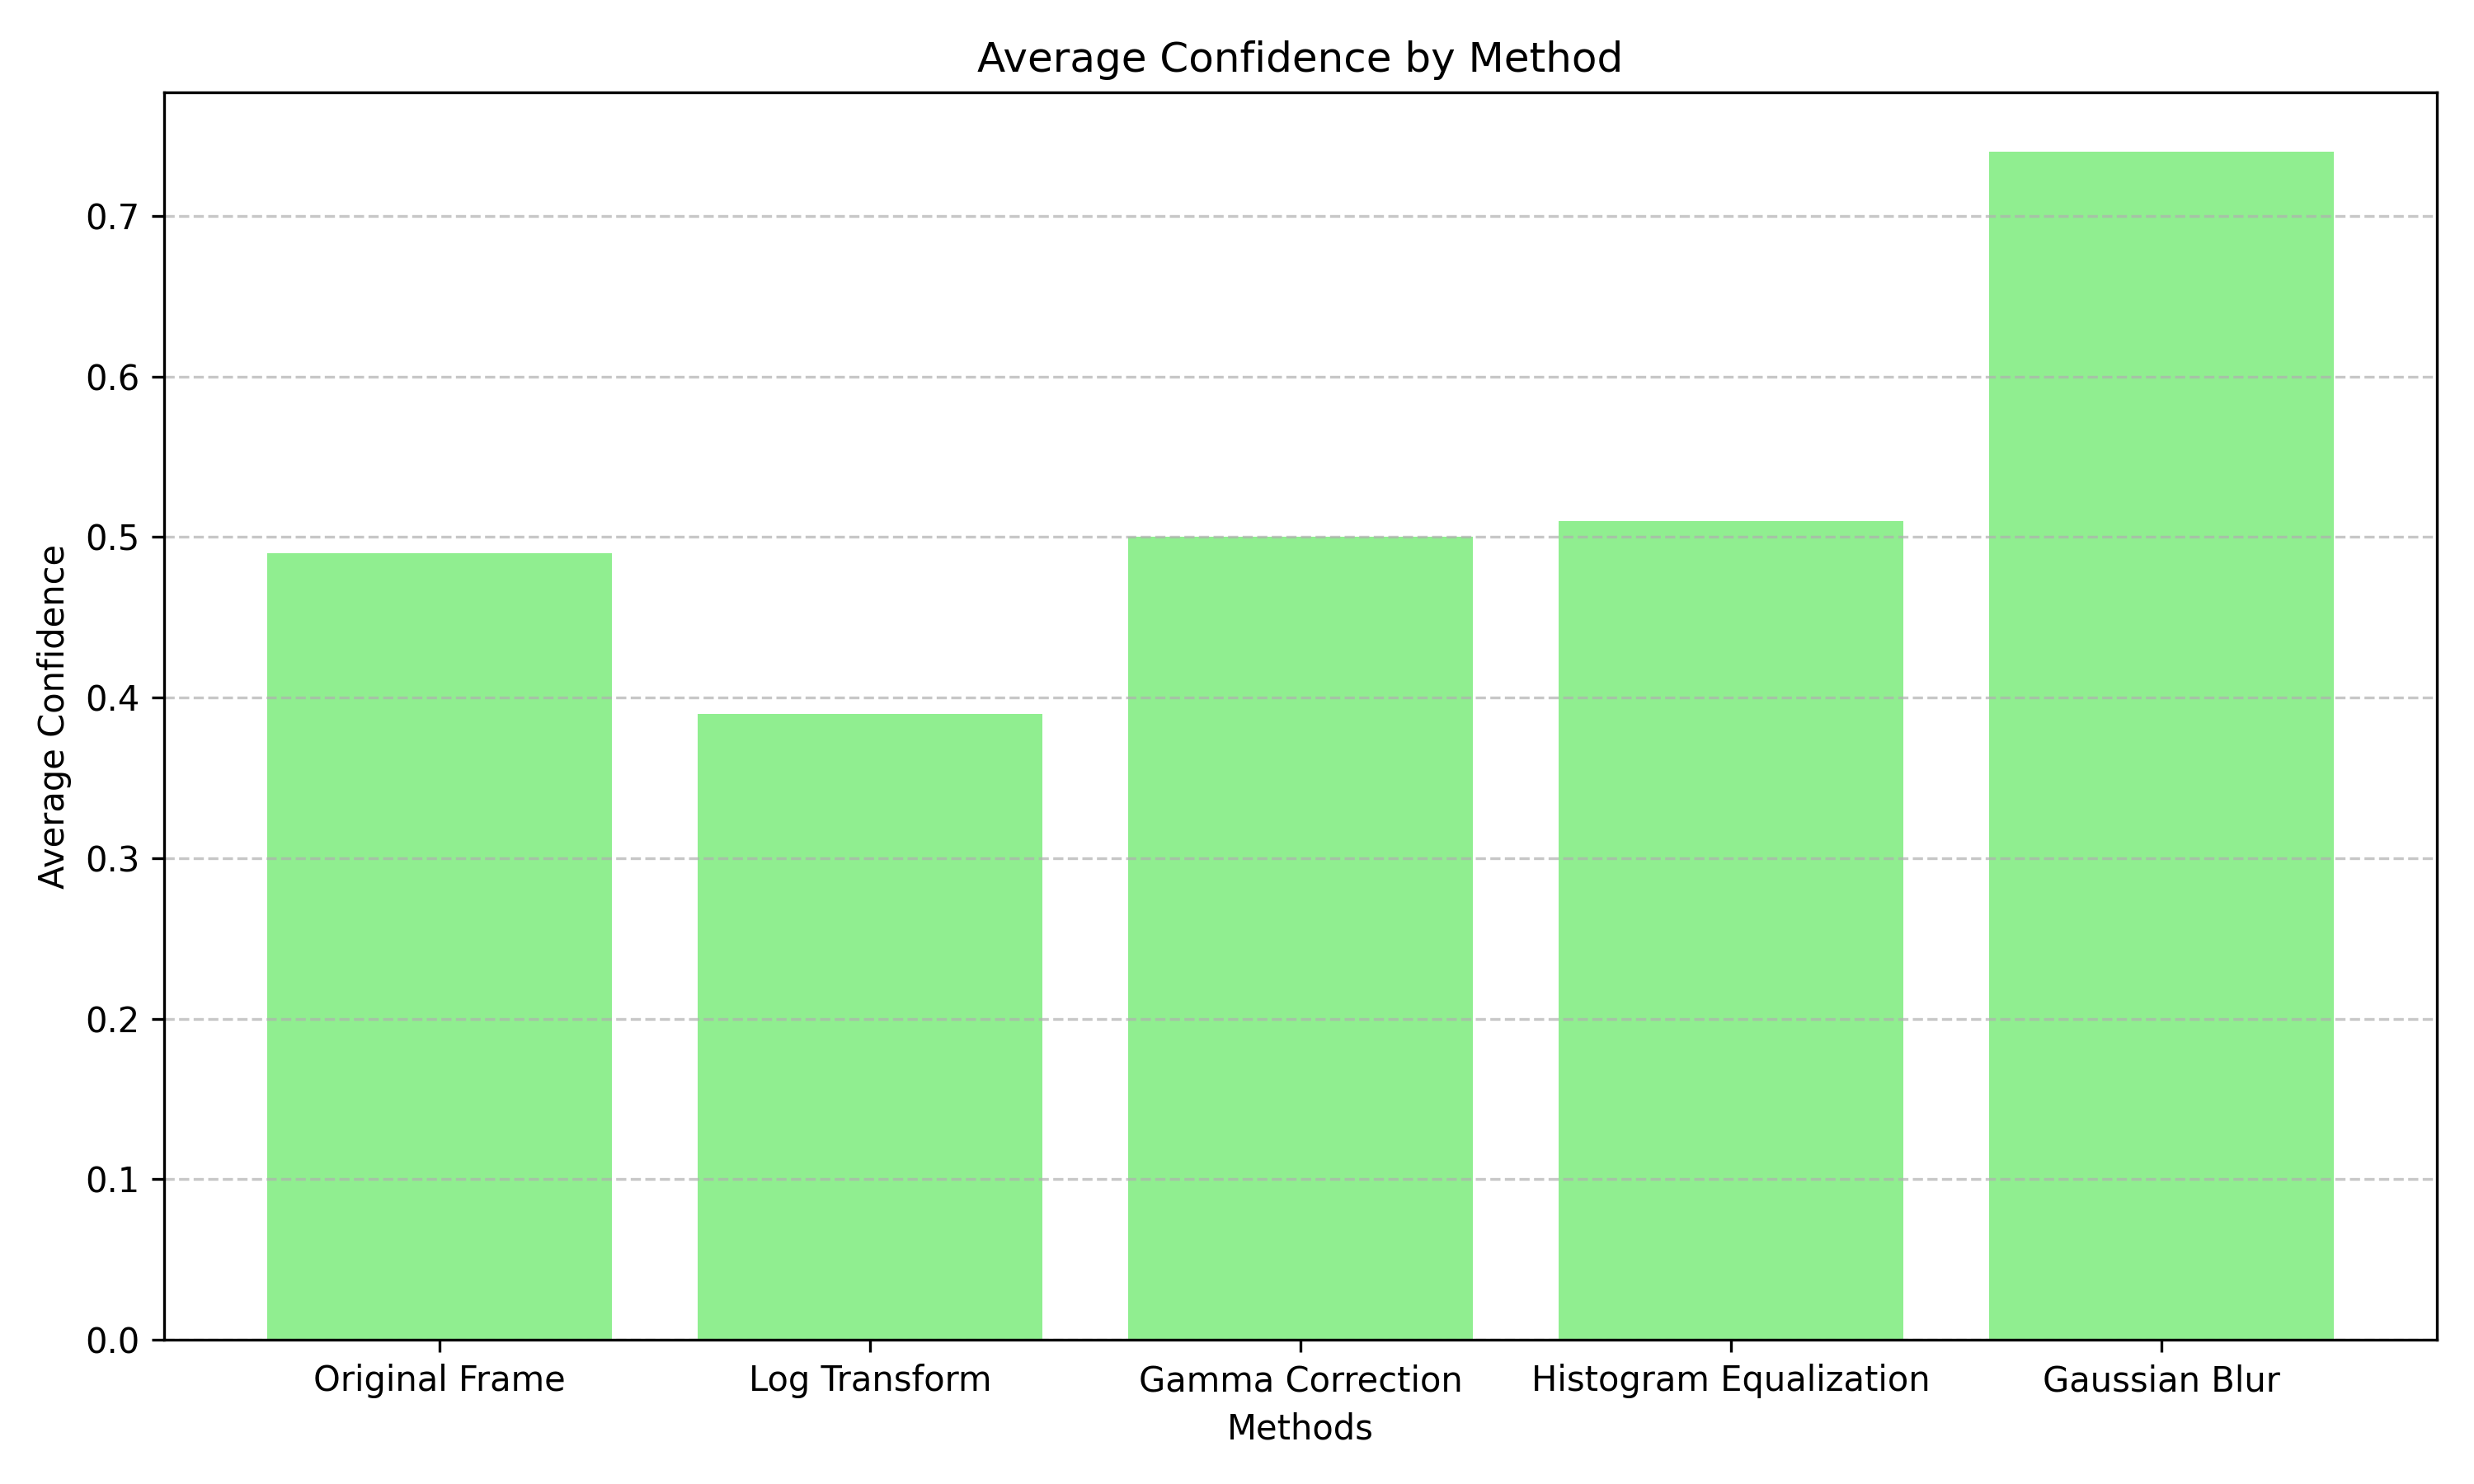 Average Confidence by Method
Average Confidence
0.7
0.6
0.5
0.4
0.3
0.2
0.1
0.0
Original Frame
Log Transform
Gamma Correction
Histogram Equalization
Gaussian Blur
Methods